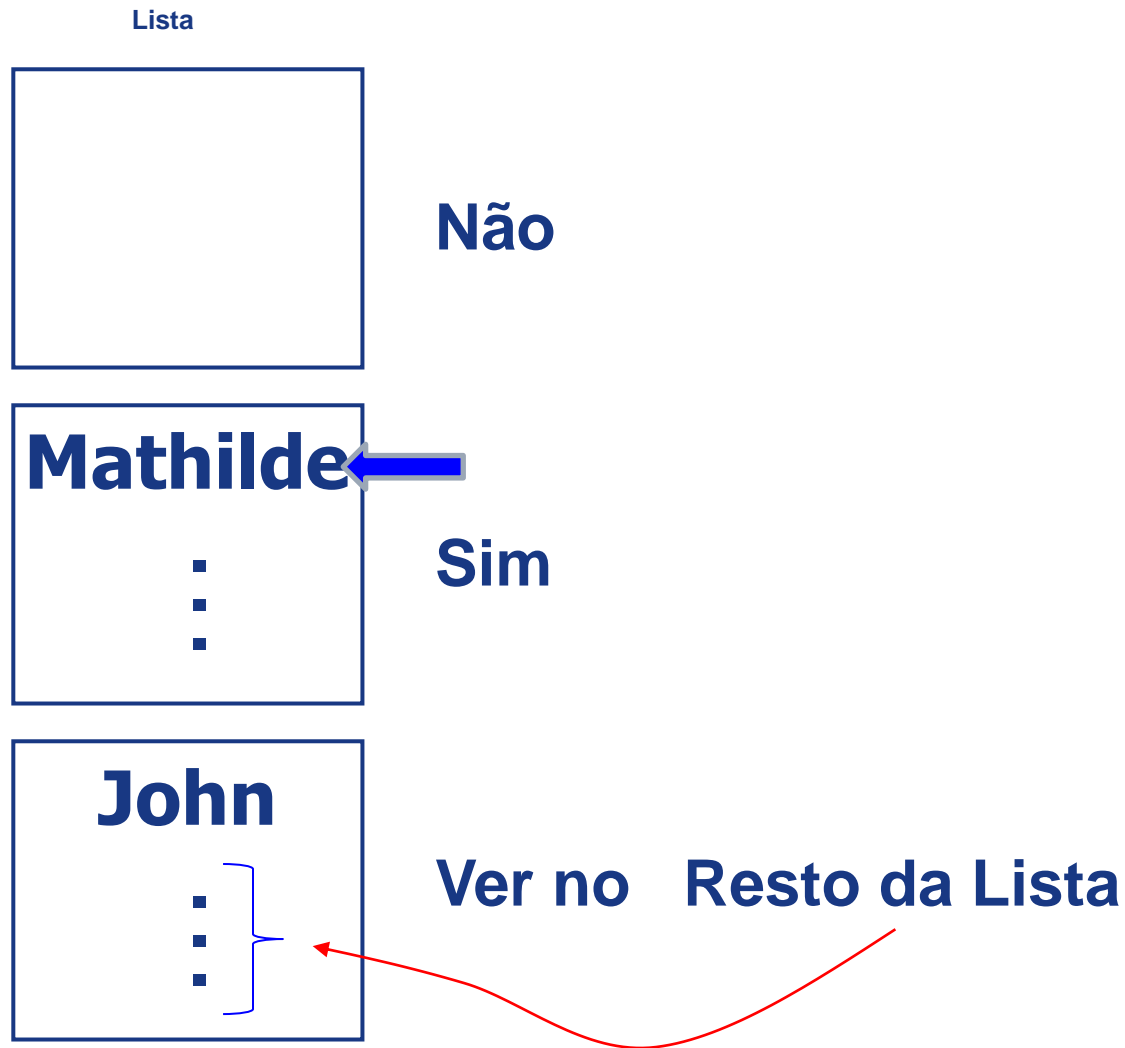 Lista
Não
Mathilde
Sim
John
Ver no Resto da Lista